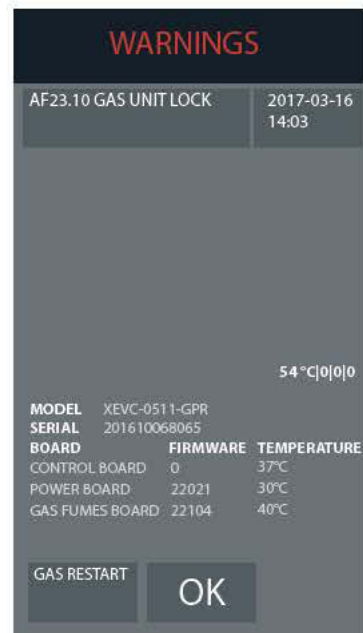 WARNINGS
AF23.10 GAS UNIT LOCK 2017-03-16
14:03
54°C|0|0|0
MODEL XEVC-0511-GPR
SERIAL 201610068065
BOARD FIRMWARE TEMPERATURE
CONTROL BOARD 0 37°C
POWER BOARD 22021 30°C
GAS FUMES BOARD 22104 40°C
GAS RESTART
OK